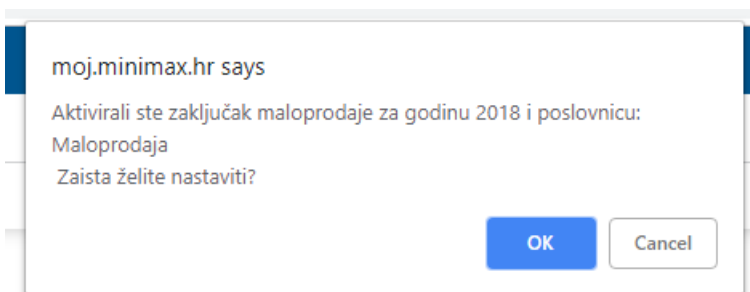 moj.minimax.hr says
Aktivirali ste zaključak maloprodaje za godinu 2018 i poslovnicu:
Maloprodaja
Zaista želite nastaviti?
OK
Cancel